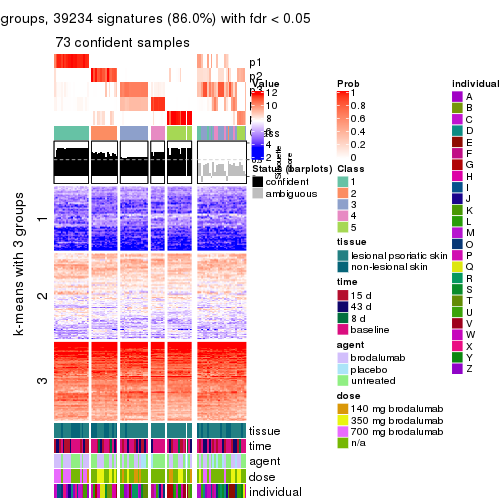 groups, 39234 signatures (86.0%) with fdr < 0.05
73 confident samples
p1
p2
Value
12
10
8
6
4
2
Silhouette
score
Status (barplots)
confident
ambiguous
k-means with 3 groups
1
2
3
tissue
time
agent
dose
individual
Prob
1
0.8
0.6
0.4
0.2
0
Class
1
2
3
4
5
tissue
lesional psoriatic skin
non-lesional skin
time
15 d
43 d
8 d
baseline
agent
brodalumab
placebo
untreated
dose
140 mg brodalumab
350 mg brodalumab
700 mg brodalumab
n/a
individual
A
B
C
D
E
F
G
H
I
J
K
L
M
O
P
Q
R
S
T
U
V
W
X
Y
Z